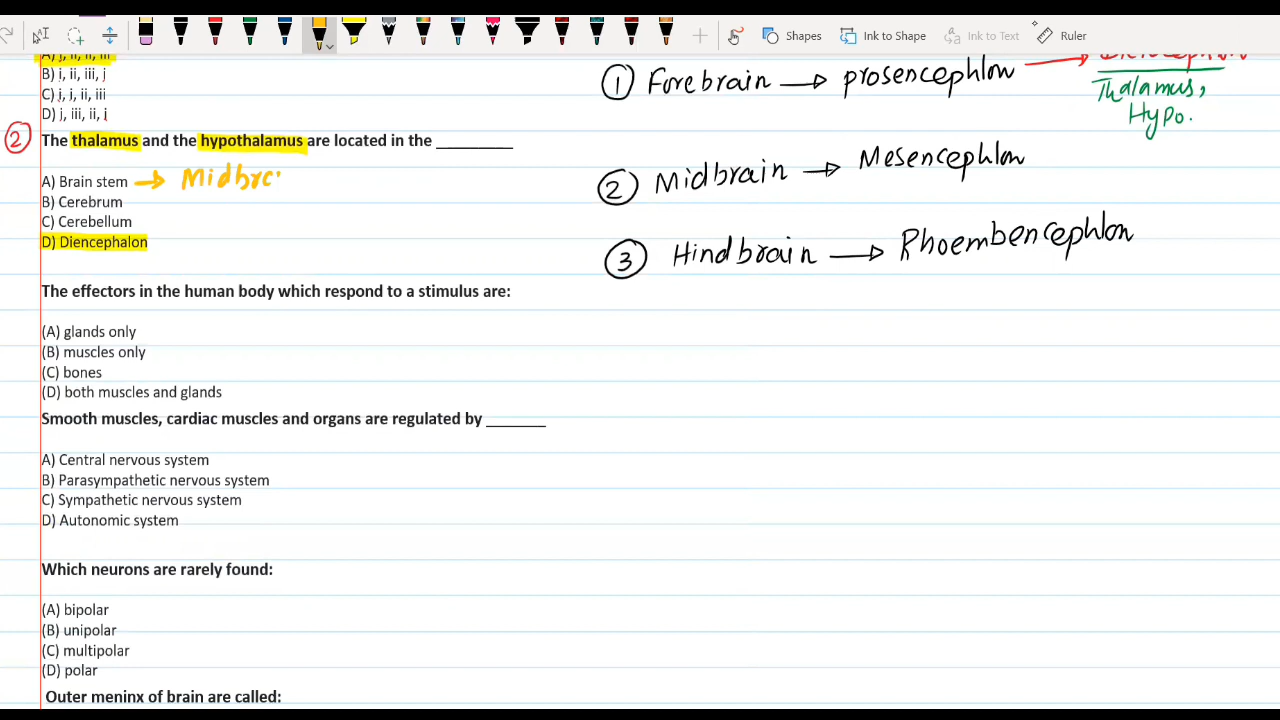 Shapes
Ink to Shape
Ink to Text
Ruler
A) j, ii, ii, iii
B) j, ii, iii, j
C) j, j, ii, iii
D) j, iii, ii, j
2 The thalamus and the hypothalamus are located in the ________
A) Brain stem → Midbr
B) Cerebrum
C) Cerebellum
D) Diencephalon
The effectors in the human body which respond to a stimulus are:
(A) glands only
(B) muscles only
(C) bones
(D) both muscles and glands
Smooth muscles, cardiac muscles and organs are regulated by _______
A) Central nervous system
B) Parasympathetic nervous system
C) Sympathetic nervous system
D) Autonomic system
Which neurons are rarely found:
(A) bipolar
(B) unipolar
(C) multipolar
(D) polar
Outer meninx of brain are called:
1 Forebrain → prosencephlon →
Thalamus,
Hypo.
2 Midbrain → Mesencephlon
3 Hindbrain → Rhoembencephlon